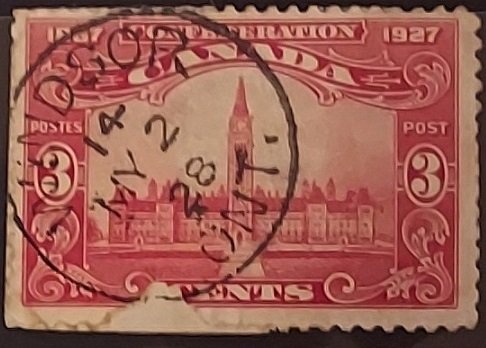 1867 CONFEDERATION 1927
CANADA
POSTES POST
3 3
CENTS
WINDSOR
14
MY 2
28
ONT.